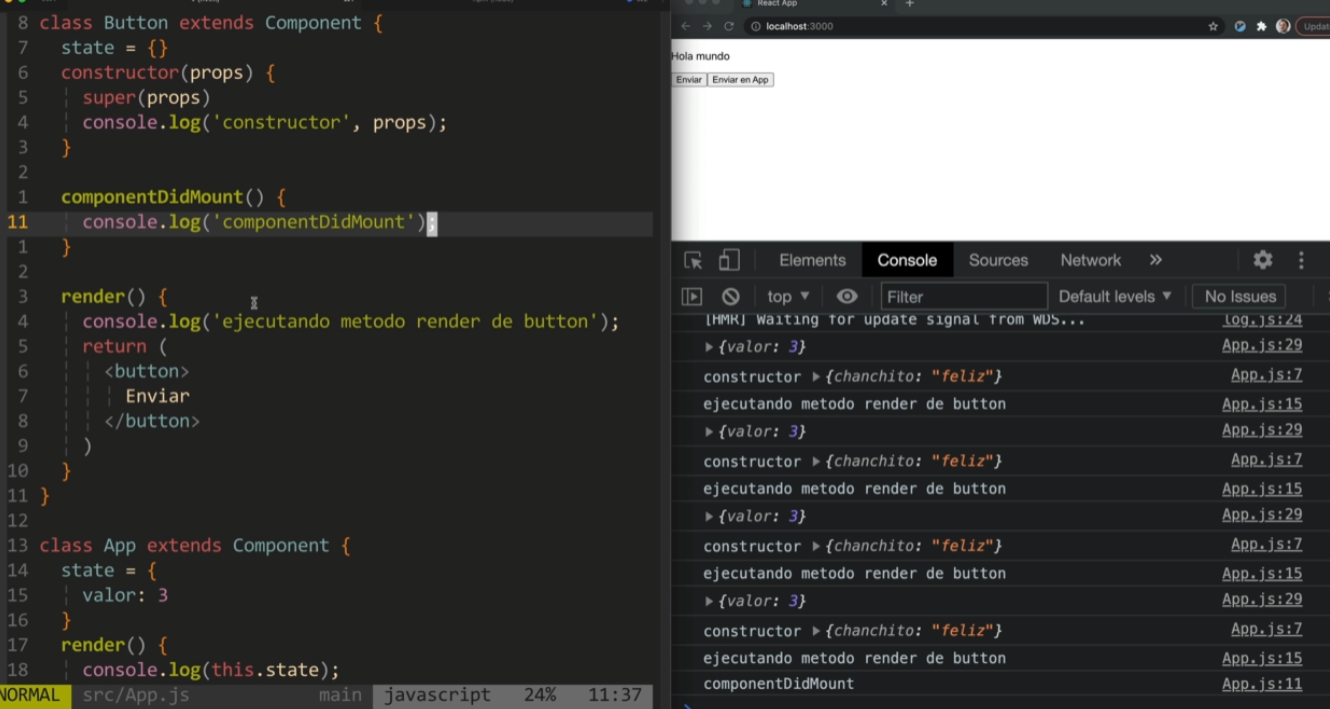 8 class Button extends Component {
7 state = {}
6 constructor(props) {
5 super(props)
4 console.log('constructor', props);
3 }
2
1 componentDidMount() {
11 console.log('componentDidMount');
1 }
2
3 render() {
4 console.log('ejecutando metodo render de button');
5 return (
6 <button>
7 Enviar
8 </button>
9 )
10 }
11 }
12
13 class App extends Component {
14 state = {
15 valor: 3
16 }
17 render() {
18 console.log(this.state);
NORMAL src/App.js main javascript 24% 11:37
React App
localhost:3000
Hola mundo
Enviar Enviar en App
Elements Console Sources Network
top Filter Default levels No Issues
[HMR] Waiting for update signal from WDS... log.js:24
{valor: 3} App.js:29
constructor {chanchito: "feliz"} App.js:7
ejecutando metodo render de button App.js:15
{valor: 3} App.js:29
constructor {chanchito: "feliz"} App.js:7
ejecutando metodo render de button App.js:15
{valor: 3} App.js:29
constructor {chanchito: "feliz"} App.js:7
ejecutando metodo render de button App.js:15
{valor: 3} App.js:29
constructor {chanchito: "feliz"} App.js:7
ejecutando metodo render de button App.js:15
componentDidMount App.js:11